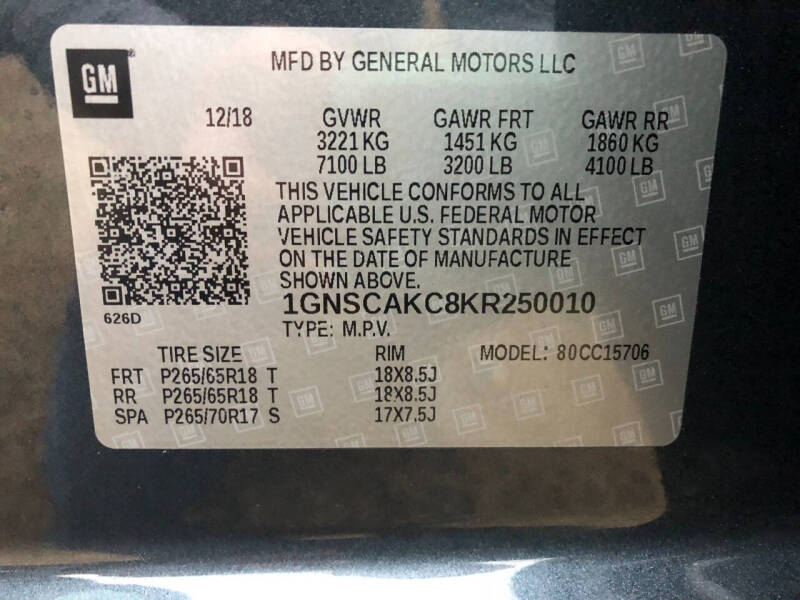 GM
MFD BY GENERAL MOTORS LLC
12/18 GVWR GAWR FRT GAWR RR
3221 KG 1451 KG 1860 KG
7100 LB 3200 LB 4100 LB
THIS VEHICLE CONFORMS TO ALL
APPLICABLE U.S. FEDERAL MOTOR
VEHICLE SAFETY STANDARDS IN EFFECT
ON THE DATE OF MANUFACTURE
SHOWN ABOVE.
626D
1GNSCAKC8KR250010
TYPE: M.P.V.
TIRE SIZE RIM MODEL: 80CC15706
FRT P265/65R18 T 18X8.5J
RR P265/65R18 T 18X8.5J
SPA P265/70R17 S 17X7.5J